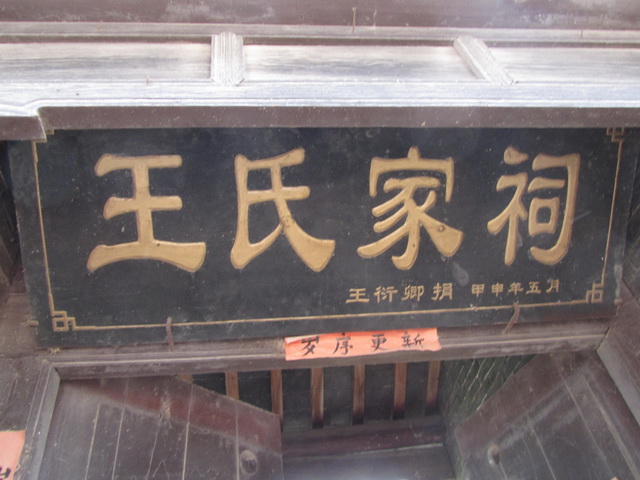 王氏家祠
王衍卿捐 甲申年五月
岁序更新